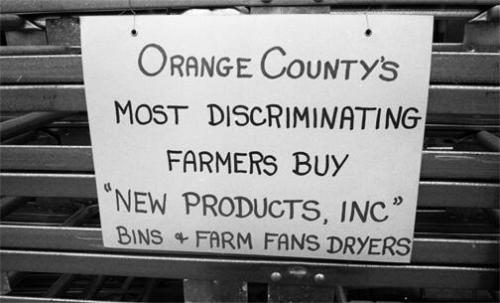 ORANGE COUNTY'S
MOST DISCRIMINATING
FARMERS BUY
"NEW PRODUCTS, INC"
BINS + FARM FANS DRYERS